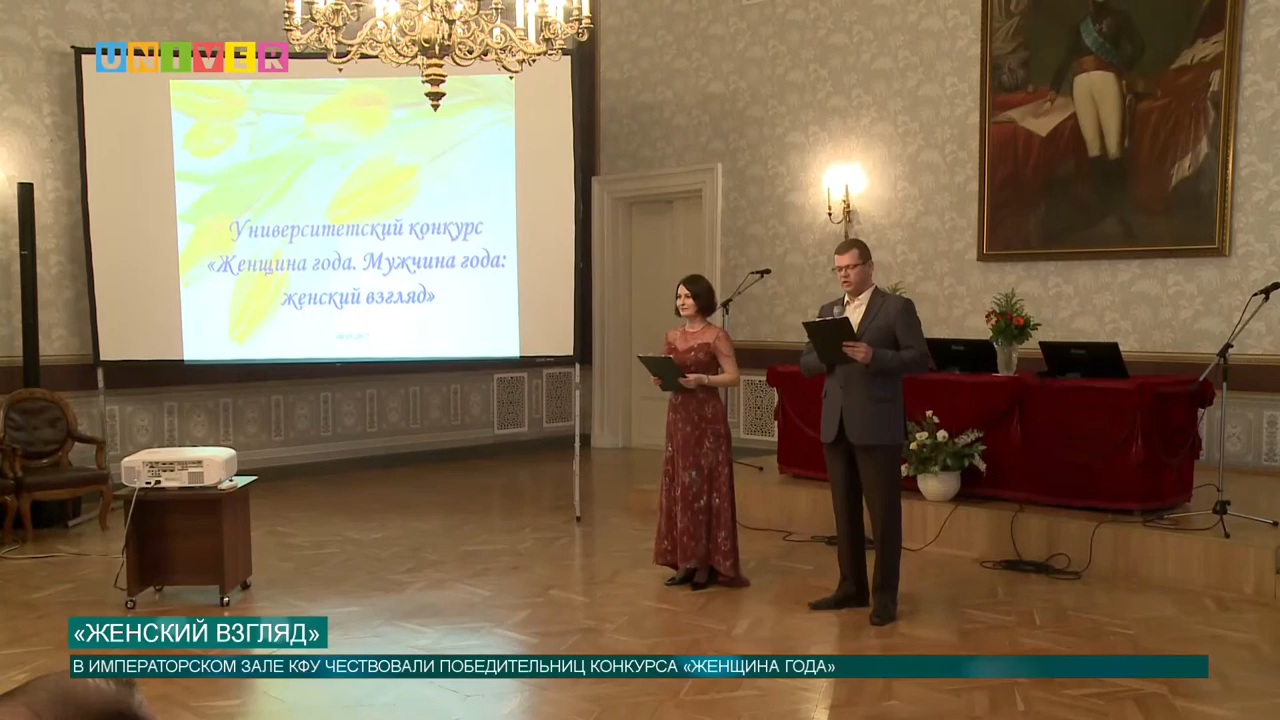 UNIVER
Университетский конкурс
«Женщина года. Мужчина года:
женский взгляд»
«ЖЕНСКИЙ ВЗГЛЯД»
В ИМПЕРАТОРСКОМ ЗАЛЕ КФУ ЧЕСТВОВАЛИ ПОБЕДИТЕЛЬНИЦ КОНКУРСА «ЖЕНЩИНА ГОДА»